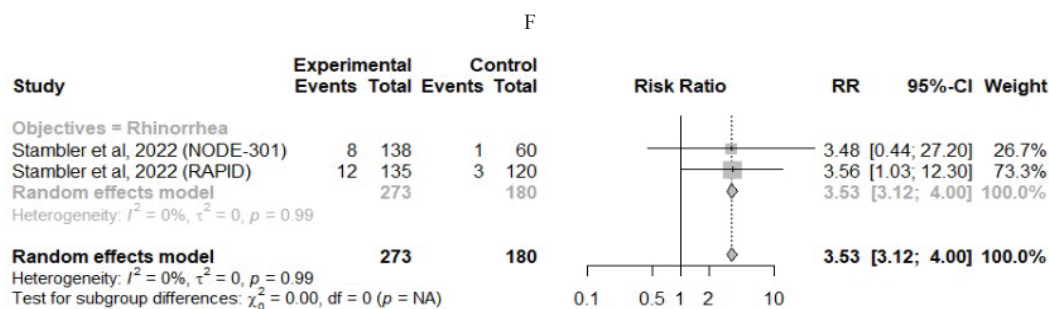 F
Experimental Control
Study Events Total Events Total Risk Ratio RR 95%-CI Weight
Objectives = Rhinorrhea
Stambler et al, 2022 (NODE-301) 8 138 1 60 3.48 [0.44; 27.20] 26.7%
Stambler et al, 2022 (RAPID) 12 135 3 120 3.56 [1.03; 12.30] 73.3%
Random effects model 273 180 3.53 [3.12; 4.00] 100.0%
Heterogeneity: I² = 0%, τ² = 0, p = 0.99
Random effects model 273 180 3.53 [3.12; 4.00] 100.0%
Heterogeneity: I² = 0%, τ² = 0, p = 0.99
Test for subgroup differences: χ²₀ = 0.00, df = 0 (p = NA)
0.1 0.5 1 2 10